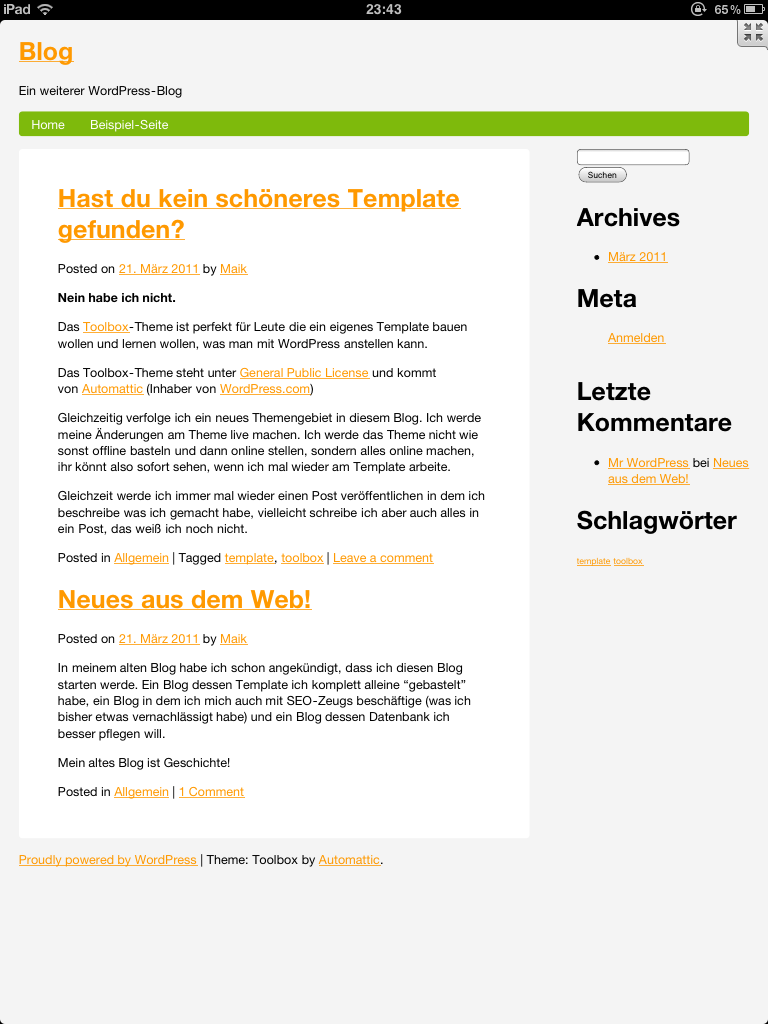 iPad 23:43 65%
Blog
Ein weiterer WordPress-Blog
Home Beispiel-Seite
Hast du kein schöneres Template
gefunden?
Posted on 21. März 2011 by Maik
Nein habe ich nicht.
Das Toolbox-Theme ist perfekt für Leute die ein eigenes Template bauen
wollen und lernen wollen, was man mit WordPress anstellen kann.
Das Toolbox-Theme steht unter General Public License und kommt
von Automattic (Inhaber von WordPress.com)
Gleichzeitig verfolge ich ein neues Themengebiet in diesem Blog. Ich werde
meine Änderungen am Theme live machen. Ich werde das Theme nicht wie
sonst offline basteln und dann online stellen, sondern alles online machen,
ihr könnt also sofort sehen, wenn ich mal wieder am Template arbeite.
Gleichzeit werde ich immer mal wieder einen Post veröffentlichen in dem ich
beschreibe was ich gemacht habe, vielleicht schreibe ich aber auch alles in
ein Post, das weiß ich noch nicht.
Posted in Allgemein | Tagged template, toolbox | Leave a comment
Neues aus dem Web!
Posted on 21. März 2011 by Maik
In meinem alten Blog habe ich schon angekündigt, dass ich diesen Blog
starten werde. Ein Blog dessen Template ich komplett alleine “gebastelt”
habe, ein Blog in dem ich mich auch mit SEO-Zeugs beschäftige (was ich
bisher etwas vernachlässigt habe) und ein Blog dessen Datenbank ich
besser pflegen will.
Mein altes Blog ist Geschichte!
Posted in Allgemein | 1 Comment
Suchen
Archives
März 2011
Meta
Anmelden
Letzte
Kommentare
Mr WordPress bei Neues
aus dem Web!
Schlagwörter
template toolbox
Proudly powered by WordPress | Theme: Toolbox by Automattic.